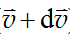 (v⃗ + dv⃗)